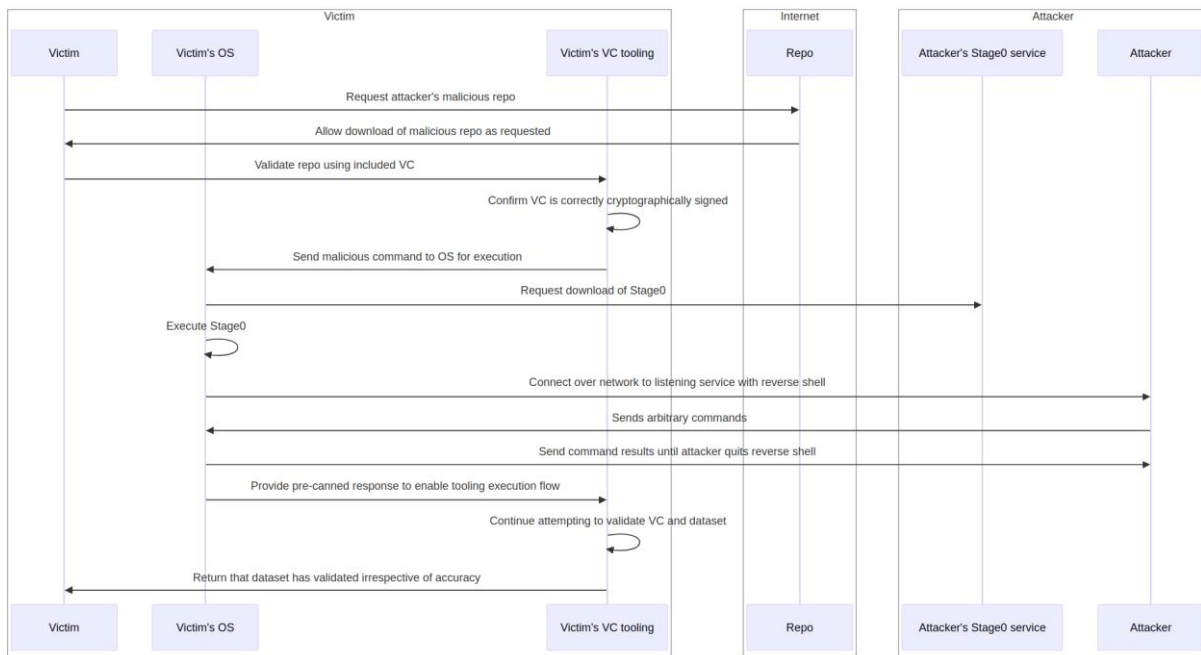 Victim
Internet
Attacker
Victim
Victim's OS
Victim's VC tooling
Repo
Attacker's Stage0 service
Attacker
Request attacker's malicious repo
Allow download of malicious repo as requested
Validate repo using included VC
Confirm VC is correctly cryptographically signed
Send malicious command to OS for execution
Request download of Stage0
Execute Stage0
Connect over network to listening service with reverse shell
Sends arbitrary commands
Send command results until attacker quits reverse shell
Provide pre-canned response to enable tooling execution flow
Continue attempting to validate VC and dataset
Return that dataset has validated irrespective of accuracy
Victim
Victim's OS
Victim's VC tooling
Repo
Attacker's Stage0 service
Attacker